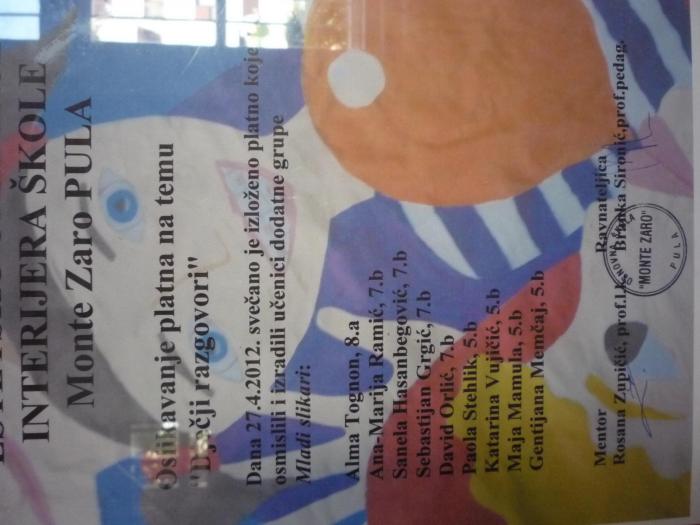 INTERIJERA ŠKOLE
Monte Zaro PULA
Oslikavanje platna na temu
"Dječji razgovori"
Dana 27.4.2012. svečano je izloženo platno koje
osmislili i izradili učenici dodatne grupe
Mladi slikari:
Alma Tognon, 8.a
Ana-Marija Ramić, 7.b
Sanela Hasanbegović, 7.b
Sebastijan Grgić, 7.b
David Orlić, 7.b
Paola Stehlik, 5.b
Katarina Vujičić, 5.b
Maja Mamula, 5.b
Gentijana Memčaj, 5.b
Mentor Ravnateljica
Rosana Zupičić, prof.l.k. Branka Sironić,prof.pedag.
OSNOVNA
"MONTE ZARO"
PULA